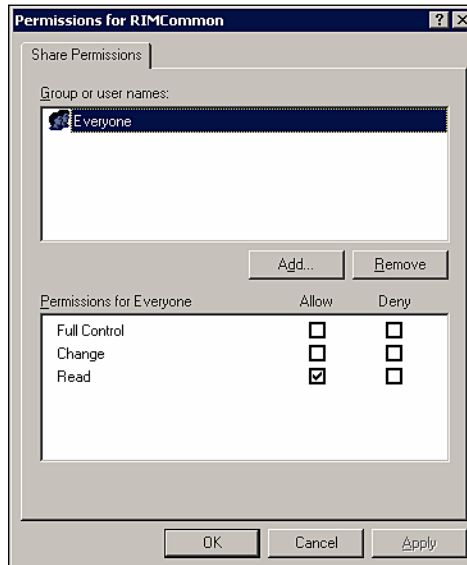 Permissions for RIMCommon
Share Permissions
Group or user names:
Everyone
Add... Remove
Permissions for Everyone Allow Deny
Full Control
Change
Read
OK Cancel Apply